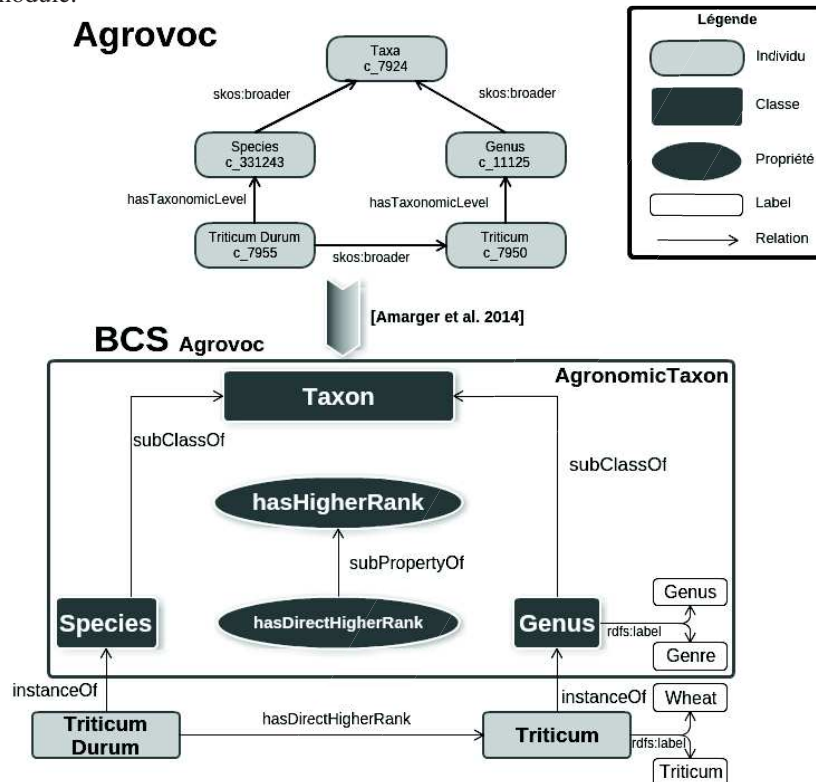 module.
Agrovoc
Légende
Individu
Classe
Propriété
Label
Relation
Taxa
c_7924
skos:broader
skos:broader
Species
c_331243
Genus
c_11125
hasTaxonomicLevel
hasTaxonomicLevel
Triticum Durum
c_7955
skos:broader
Triticum
c_7950
[Amarger et al. 2014]
BCS Agrovoc
AgronomicTaxon
Taxon
subClassOf
subClassOf
hasHigherRank
subPropertyOf
Species
hasDirectHigherRank
Genus
rdfs:label
Genus
Genre
instanceOf
instanceOf
Triticum
Durum
hasDirectHigherRank
Triticum
rdfs:label
Wheat
Triticum